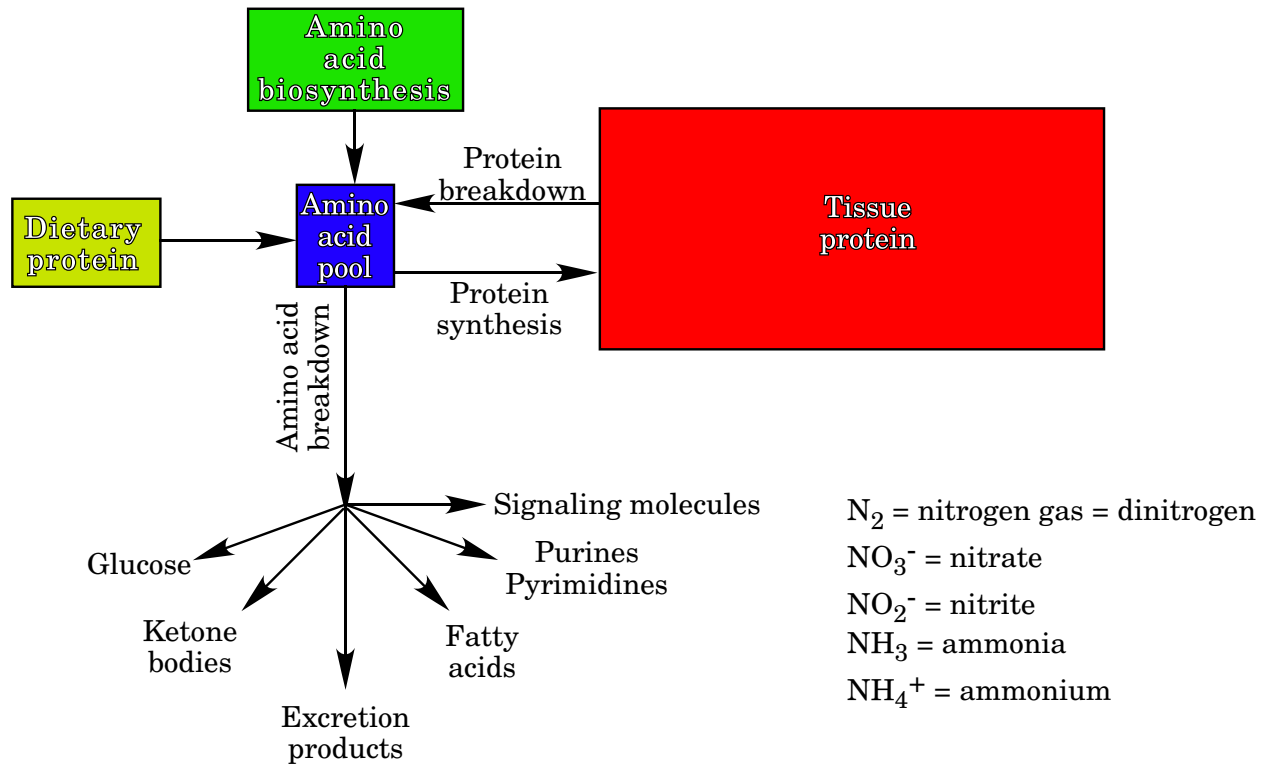 Amino
acid
biosynthesis
Protein
breakdown
Dietary
protein
Amino
acid
pool
Tissue
protein
Protein
synthesis
Amino acid
breakdown
Signaling molecules
Glucose
Purines
Pyrimidines
Ketone
bodies
Fatty
acids
Excretion
products
N₂ = nitrogen gas = dinitrogen
NO₃⁻ = nitrate
NO₂⁻ = nitrite
NH₃ = ammonia
NH₄⁺ = ammonium